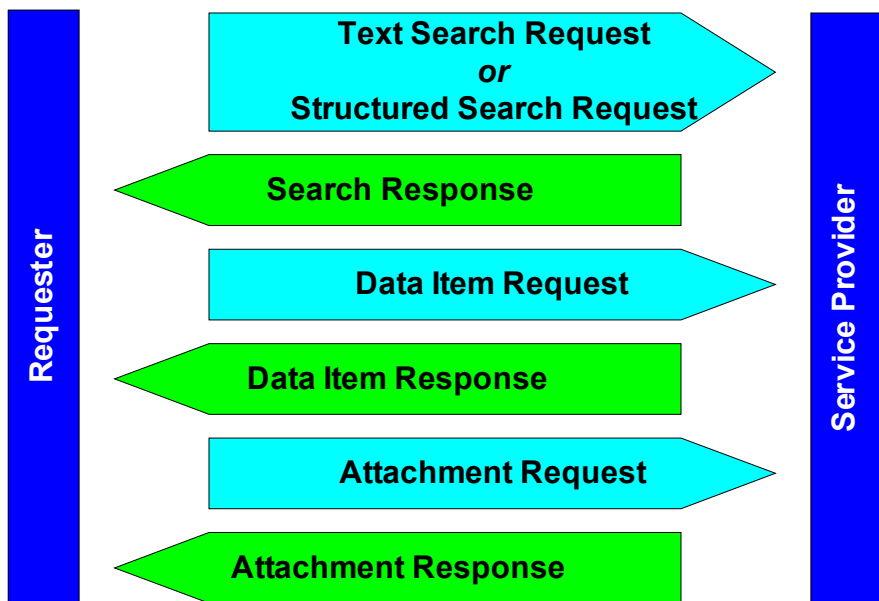 Text Search Request
or
Structured Search Request
Search Response
Data Item Request
Data Item Response
Attachment Request
Attachment Response
Requester
Service Provider